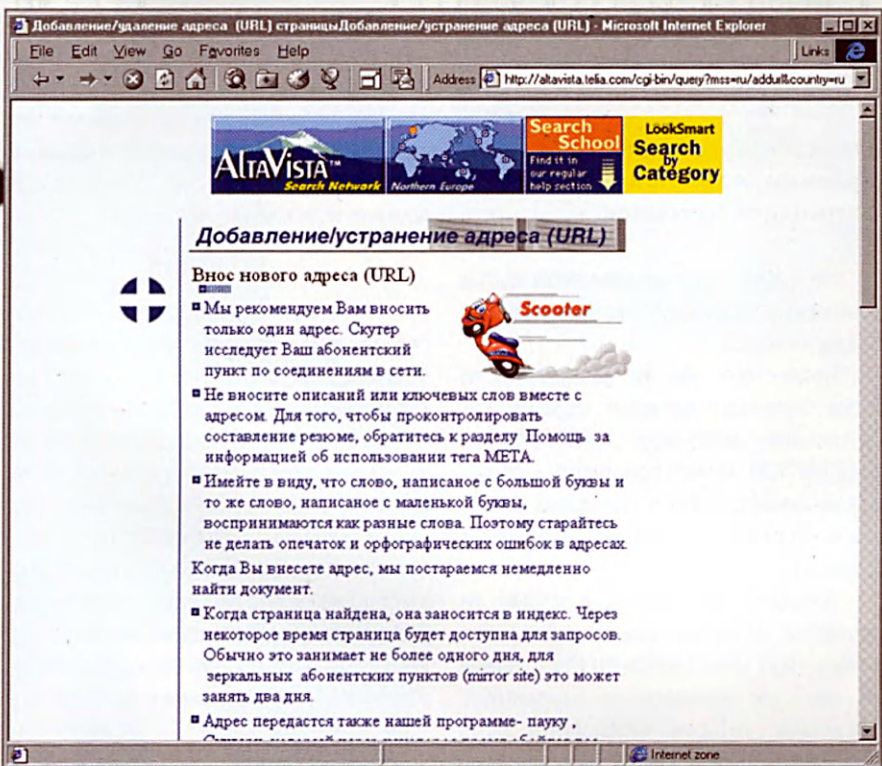 Добавление/удаление адреса (URL) страницыДобавление/устранение адреса (URL) - Microsoft Internet Explorer
File Edit View Go Favorites Help
Links
Address http://altavista.telia.com/cgi-bin/query?mss=ru/addurl&country=ru
ALTAVISTA™
Search Network
Northern Europe
Search School
Find it in
our regular
help section
LookSmart
Search
by
Category
Добавление/устранение адреса (URL)
Внос нового адреса (URL)
Scooter
Мы рекомендуем Вам вносить
только один адрес. Скутер
исследует Ваш абонентский
пункт по соединениям в сети.
Не вносите описаний или ключевых слов вместе с
адресом. Для того, чтобы проконтролировать
составление резюме, обратитесь к разделу Помощь за
информацией об использовании тега META.
Имейте в виду, что слово, написаное с большой буквы и
то же слово, написаное с маленькой буквы,
воспринимаются как разные слова. Поэтому старайтесь
не делать опечаток и орфографических ошибок в адресах.
Когда Вы внесете адрес, мы постараемся немедленно
найти документ.
Когда страница найдена, она заносится в индекс. Через
некоторое время страница будет доступна для запросов.
Обычно это занимает не более одного дня, для
зеркальных абонентских пунктов (mirror site) это может
занять два дня.
Адрес передастся также нашей программе- пауку ,
Internet zone